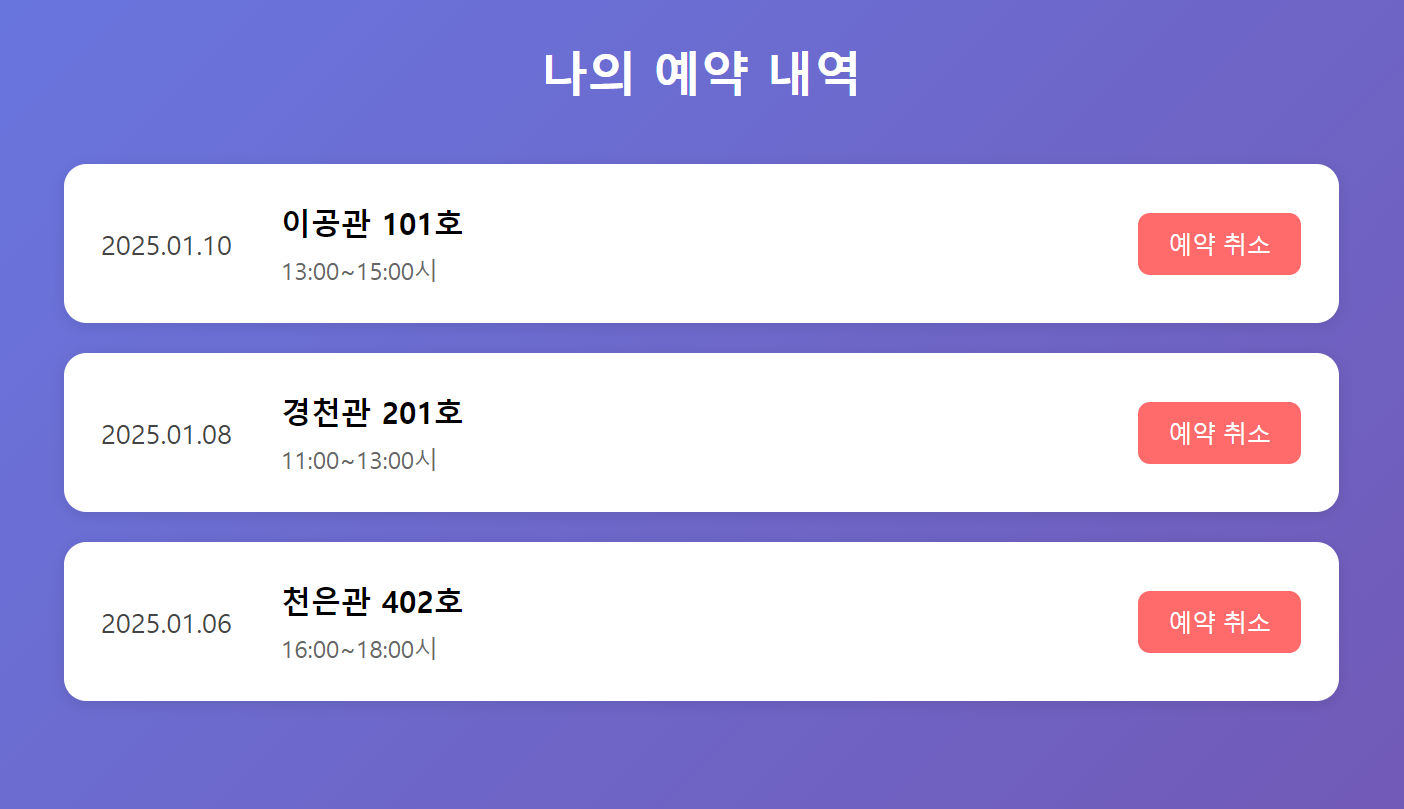 나의 예약 내역
2025.01.10
이공관 101호
13:00~15:00시
예약 취소
2025.01.08
경천관 201호
11:00~13:00시
예약 취소
2025.01.06
천은관 402호
16:00~18:00시
예약 취소